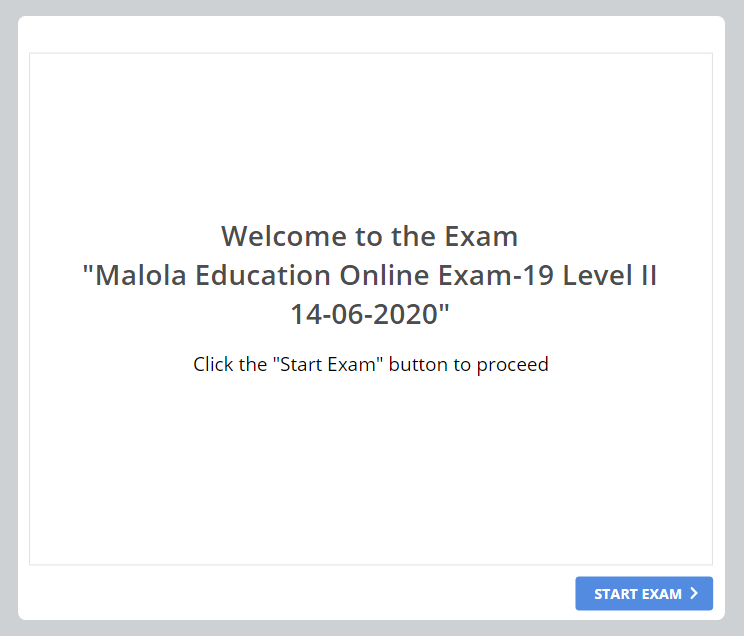 Welcome to the Exam
"Malola Education Online Exam-19 Level II
14-06-2020"
Click the "Start Exam" button to proceed
START EXAM